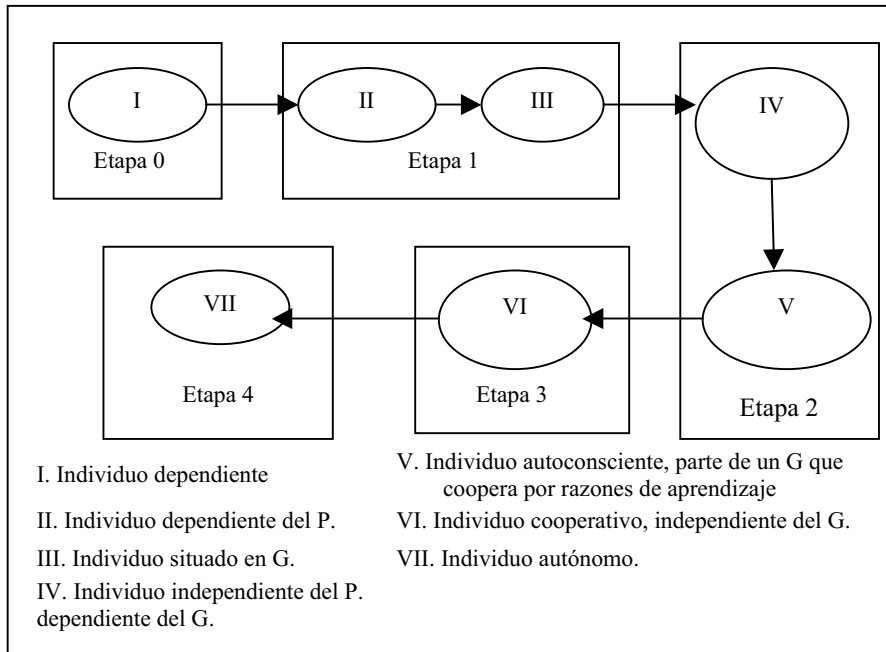 I
II
III
IV
Etapa 0
Etapa 1
VII
VI
V
Etapa 4
Etapa 3
Etapa 2
I. Individuo dependiente
II. Individuo dependiente del P.
III. Individuo situado en G.
IV. Individuo independiente del P.
dependiente del G.
V. Individuo autoconsciente, parte de un G que
coopera por razones de aprendizaje
VI. Individuo cooperativo, independiente del G.
VII. Individuo autónomo.